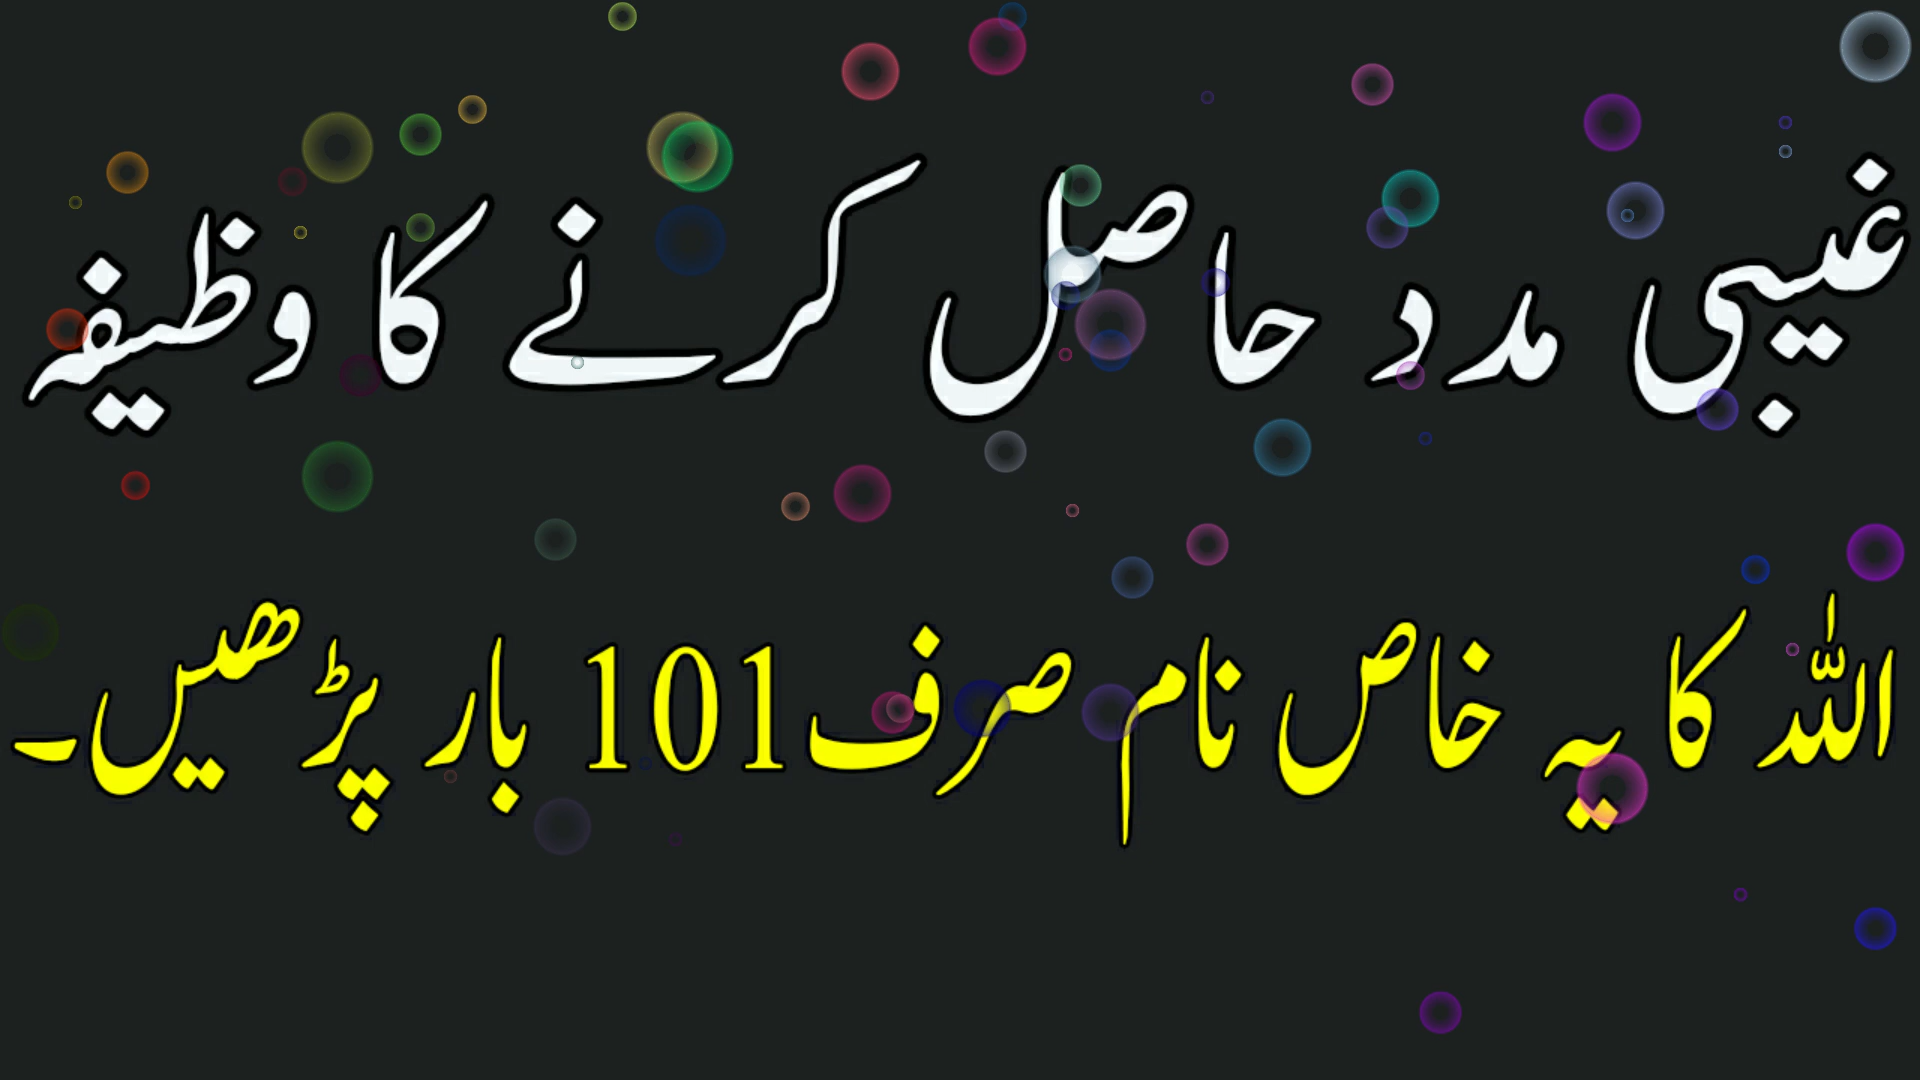 غیبی مدد حاصل کرنے کا وظیفہ
اللہ کا یہ خاص نام صرف 101 بار پڑھیں۔